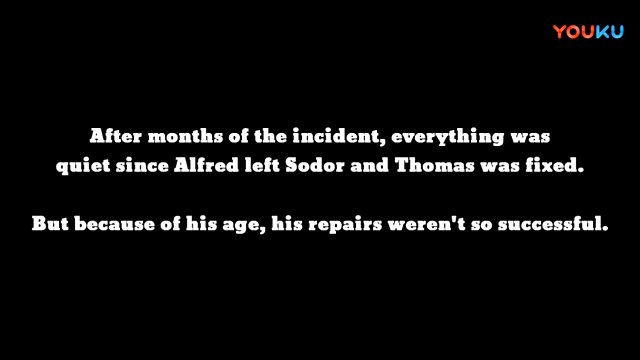 YOUKU
After months of the incident, everything was
quiet since Alfred left Sodor and Thomas was fixed.
But because of his age, his repairs weren't so successful.